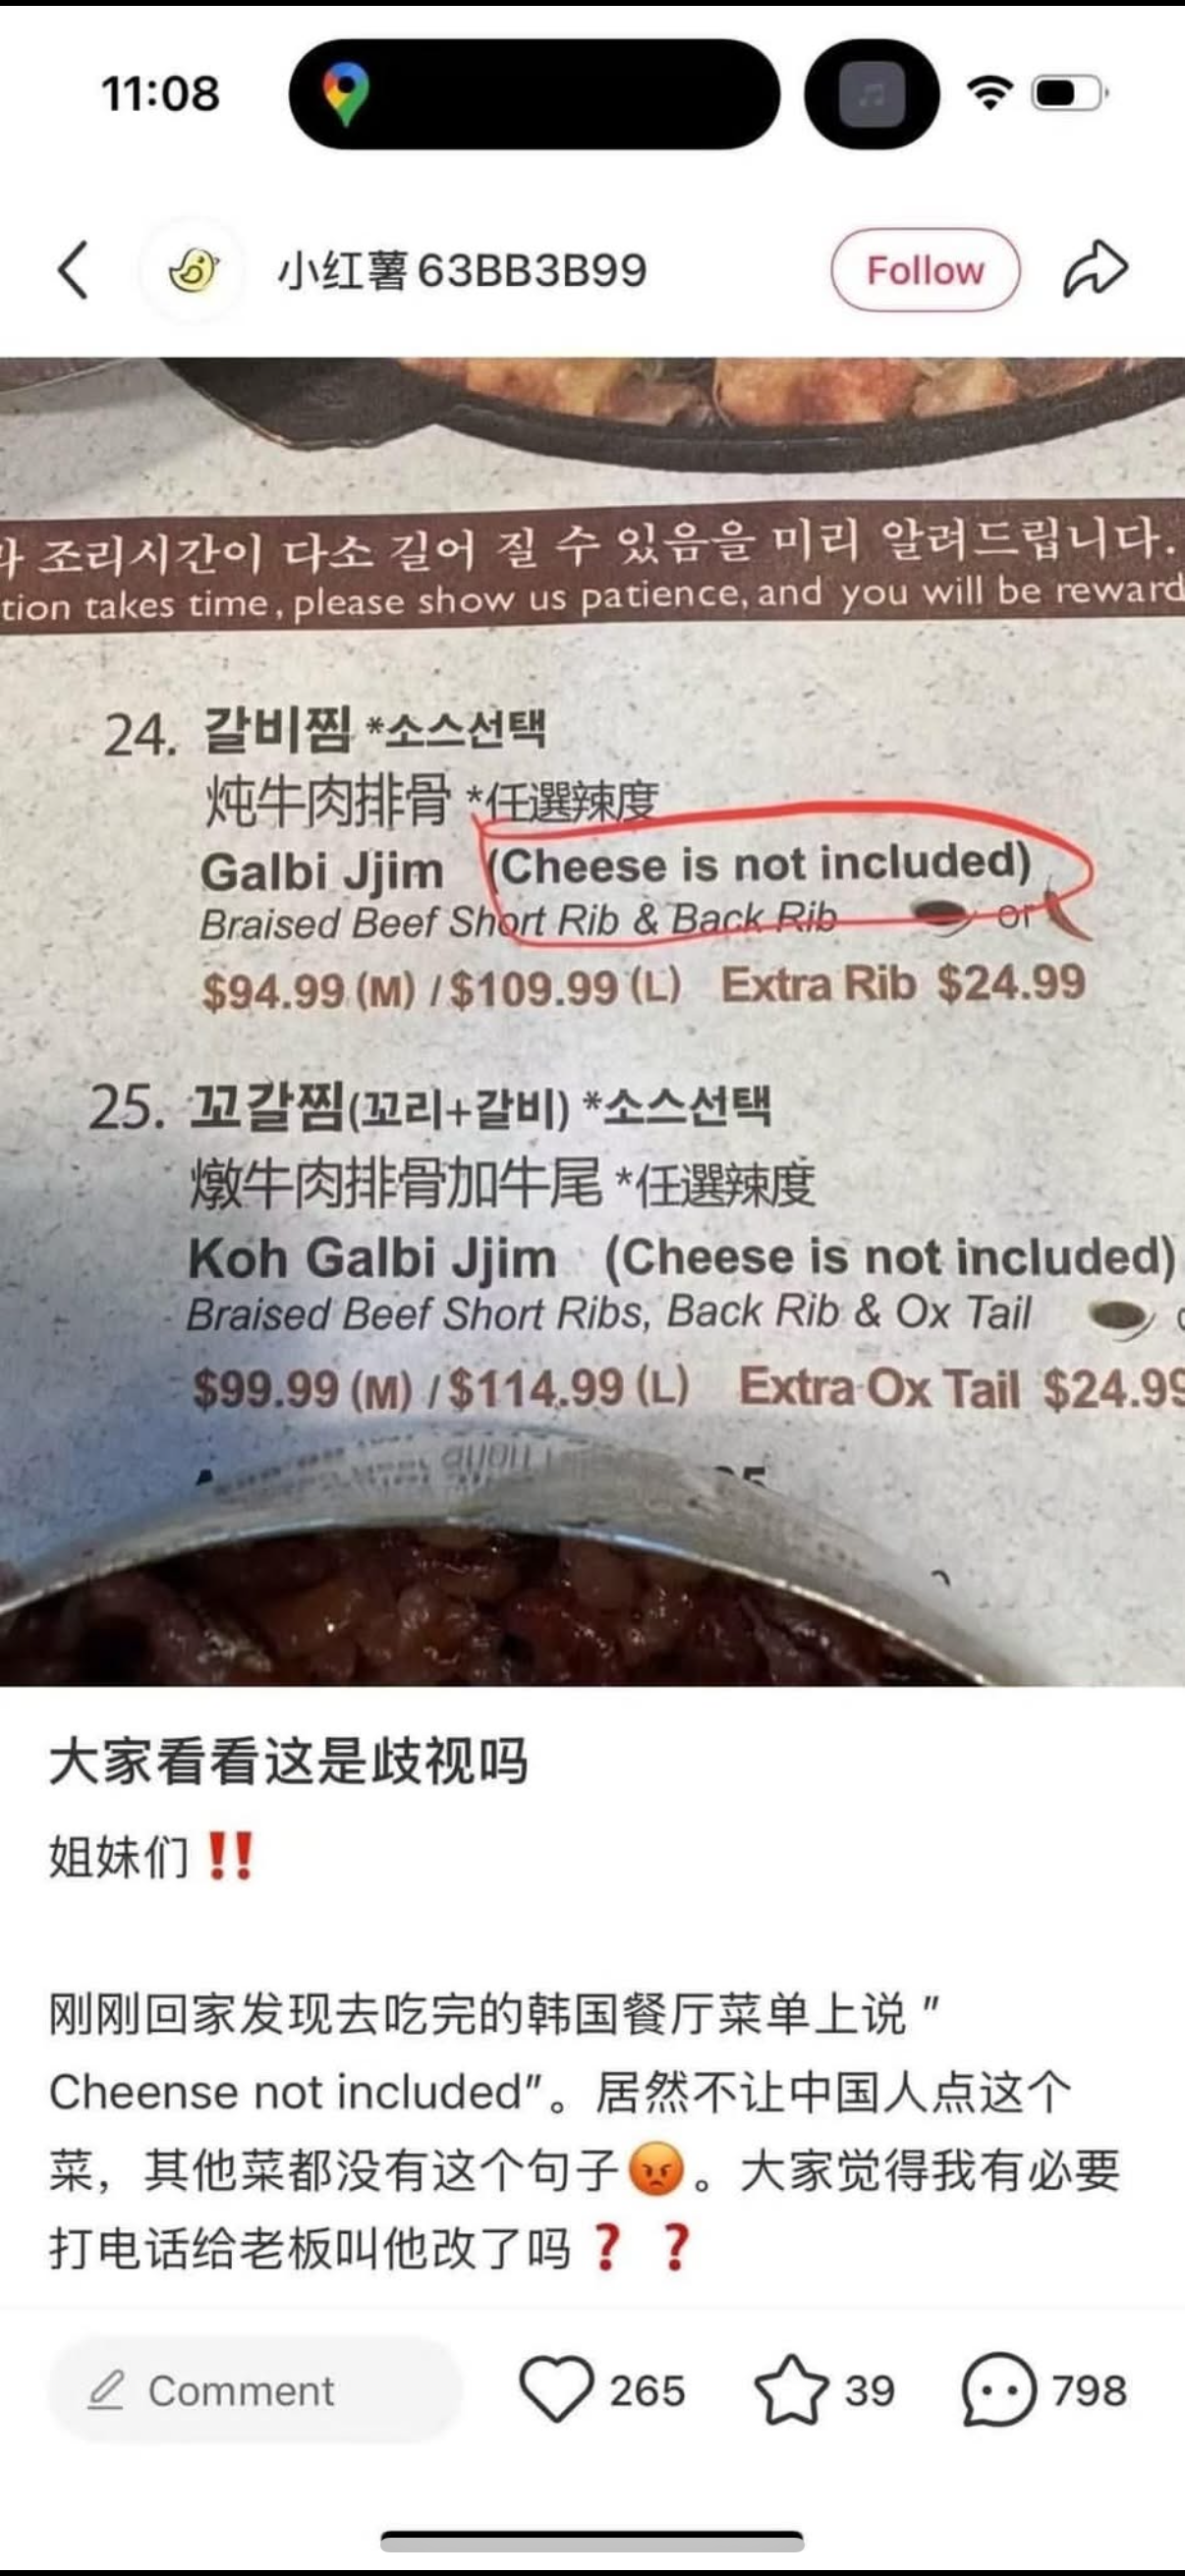 11:08
小红薯63BB3B99
Follow
조리시간이 다소 길어 질 수 있음을 미리 알려드립니다.
tion takes time, please show us patience, and you will be reward
24. 갈비찜 *소스선택
炖牛肉排骨 *任選辣度
Galbi Jjim (Cheese is not included)
Braised Beef Short Rib & Back Rib or
$94.99 (M) / $109.99 (L) Extra Rib $24.99
25. 꼬갈찜(꼬리+갈비) *소스선택
燉牛肉排骨加牛尾 *任選辣度
Koh Galbi Jjim (Cheese is not included)
Braised Beef Short Ribs, Back Rib & Ox Tail
$99.99 (M) / $114.99 (L) Extra Ox Tail $24.99
大家看看这是歧视吗
姐妹们‼️
刚刚回家发现去吃完的韩国餐厅菜单上说 "
Cheense not included"。居然不让中国人点这个
菜，其他菜都没有这个句子😡。大家觉得我有必要
打电话给老板叫他改了吗❓❓
Comment
265
39
798